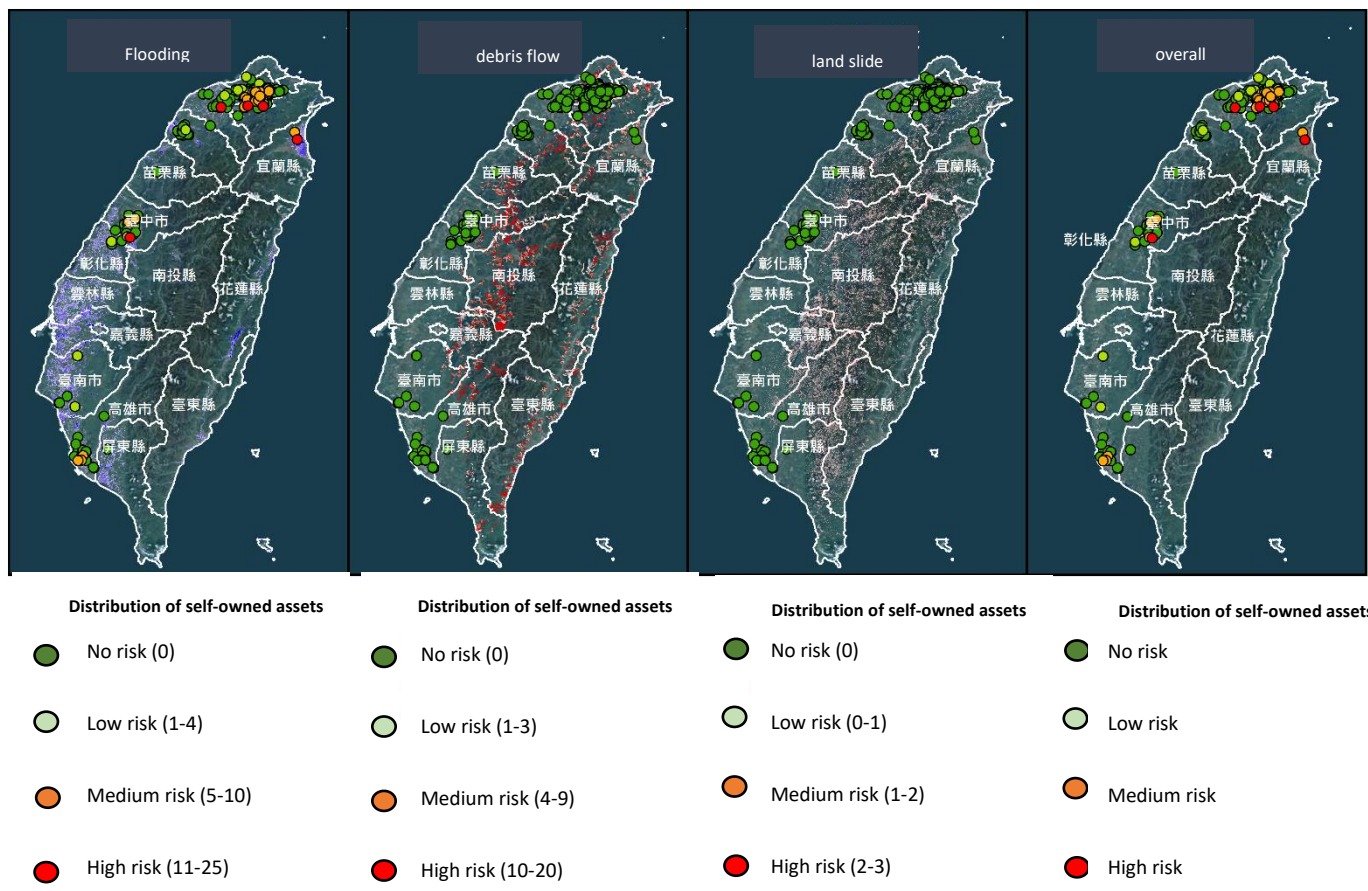 Flooding
debris flow
land slide
overall
苗栗縣
宜蘭縣
臺中市
彰化縣
南投縣
花蓮縣
雲林縣
嘉義縣
臺南市
高雄市
臺東縣
屏東縣
苗栗縣
宜蘭縣
臺中市
彰化縣
南投縣
花蓮縣
雲林縣
嘉義縣
臺南市
高雄市
臺東縣
屏東縣
苗栗縣
宜蘭縣
臺中市
彰化縣
南投縣
花蓮縣
雲林縣
嘉義縣
臺南市
高雄市
臺東縣
屏東縣
苗栗縣
宜蘭縣
臺中市
彰化縣
南投縣
雲林縣
花蓮縣
臺南市
高雄市
臺東縣
Distribution of self-owned assets
No risk (0)
Low risk (1-4)
Medium risk (5-10)
High risk (11-25)
Distribution of self-owned assets
No risk (0)
Low risk (1-3)
Medium risk (4-9)
High risk (10-20)
Distribution of self-owned assets
No risk (0)
Low risk (0-1)
Medium risk (1-2)
High risk (2-3)
Distribution of self-owned assets
No risk
Low risk
Medium risk
High risk